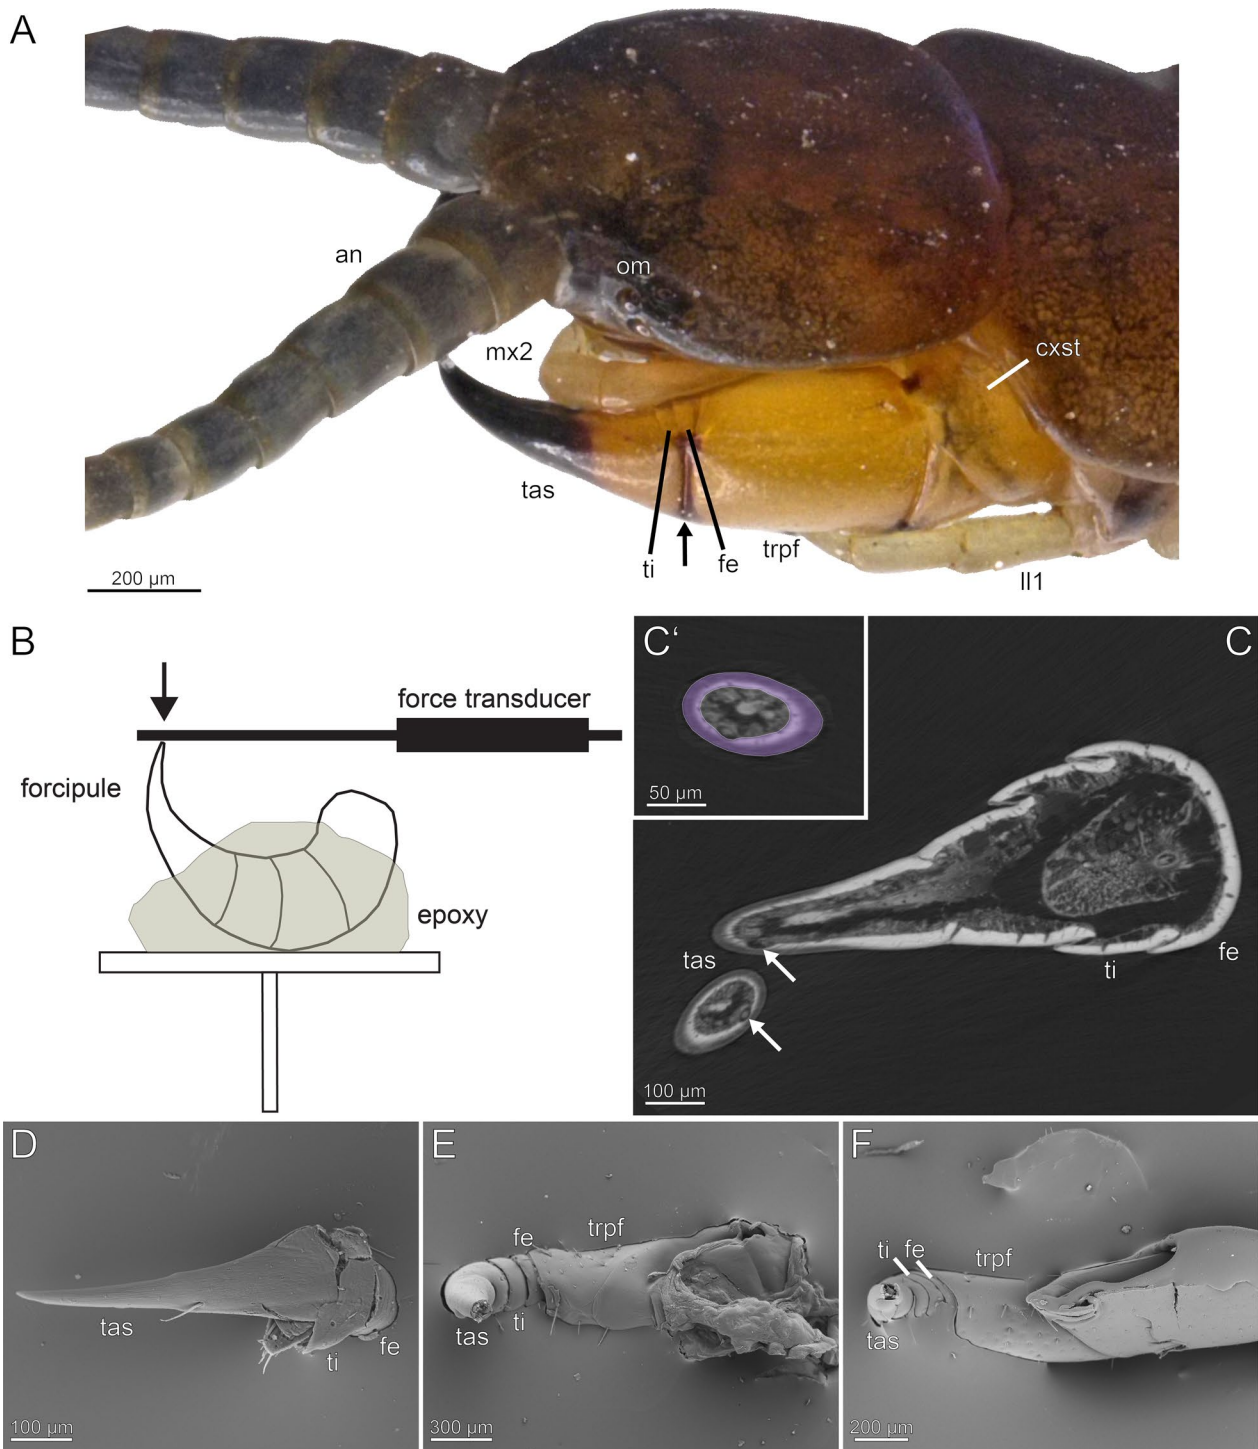 A
an
om
mx2
cxst
tas
ti
fe
trpf
ll1
200 µm
B
force transducer
forcipule
epoxy
C‘
50 µm
C
tas
ti
fe
100 µm
D
tas
ti
fe
100 µm
E
fe
trpf
tas
ti
300 µm
F
ti
fe
trpf
tas
200 µm